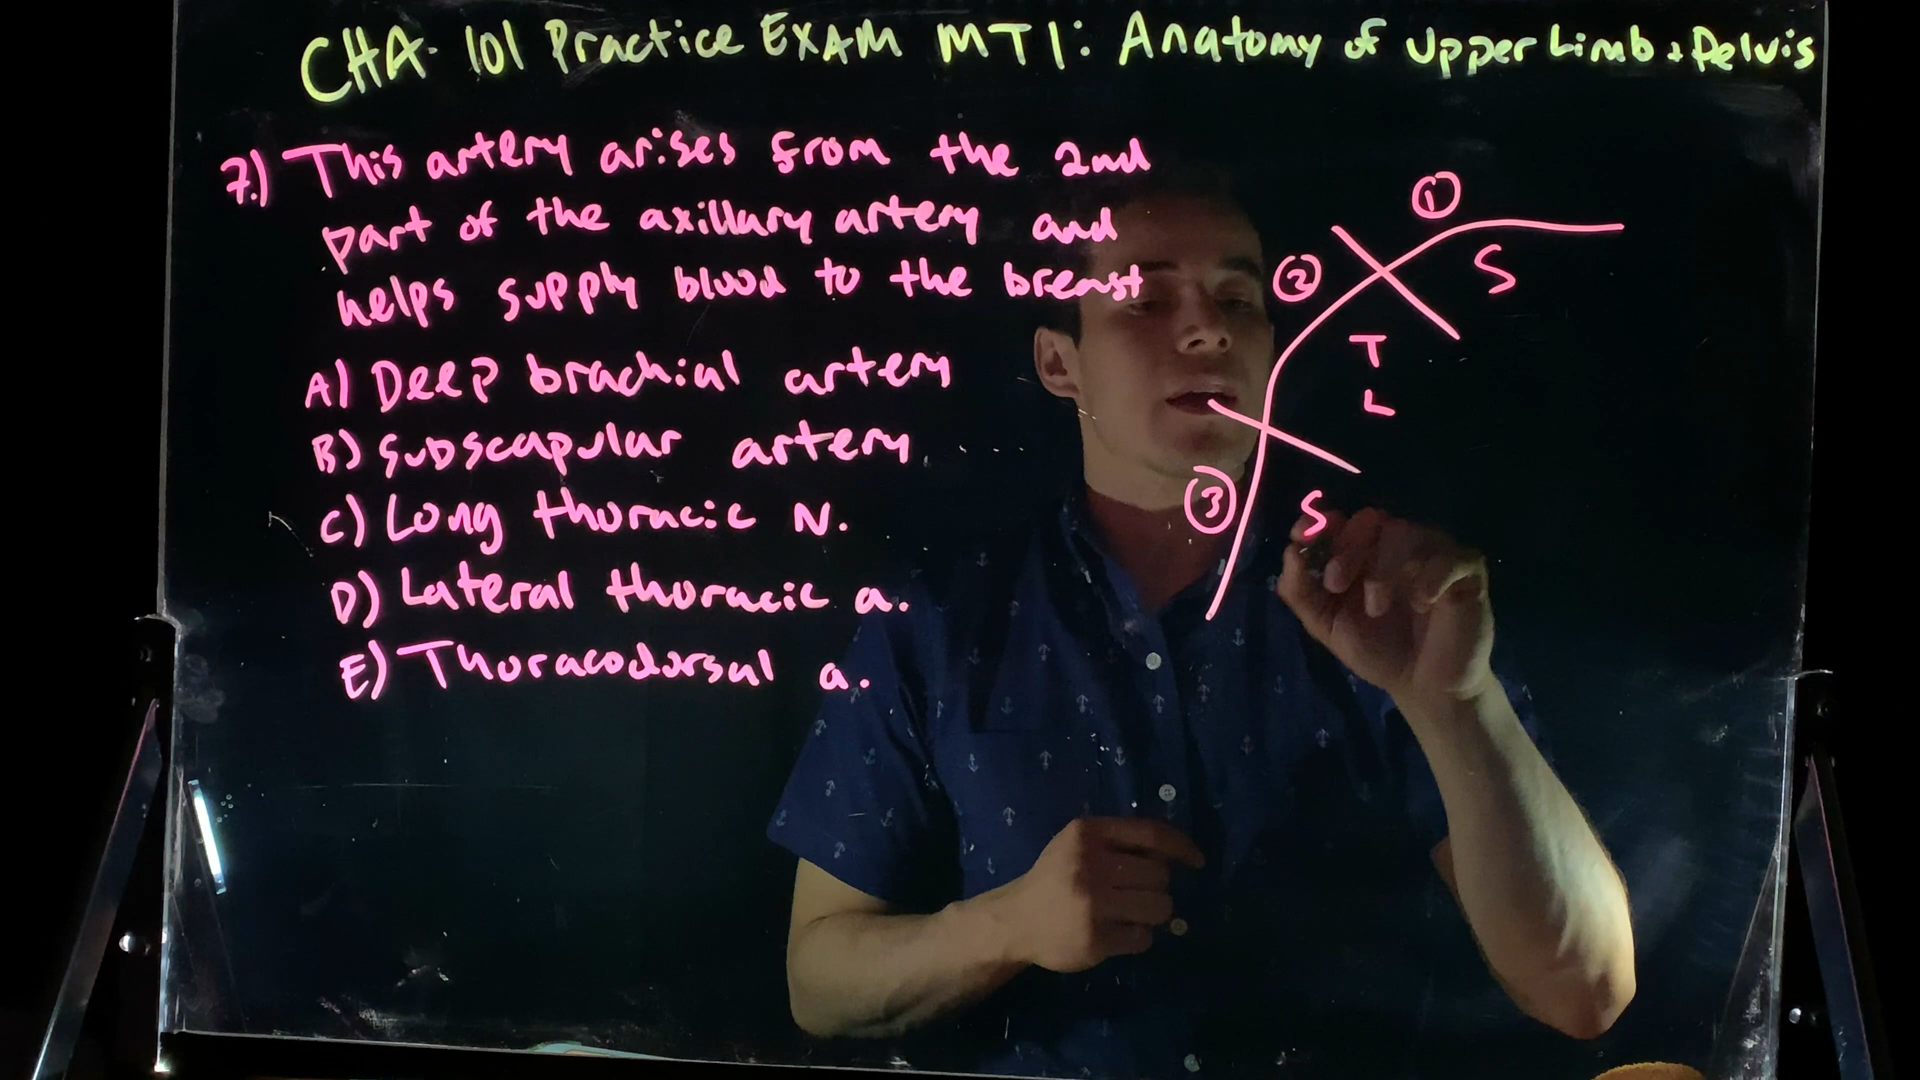 CHA-101 Practice EXAM MT1: Anatomy of Upper Limb + Pelvis
7.) This artery arises from the 2nd
part of the axillary artery and
helps supply blood to the breast
A) Deep brachial artery
B) Subscapular artery
C) Long thoracic N.
D) Lateral thoracic a.
E) Thoracodorsal a.
1
S
2
T
L
3
S